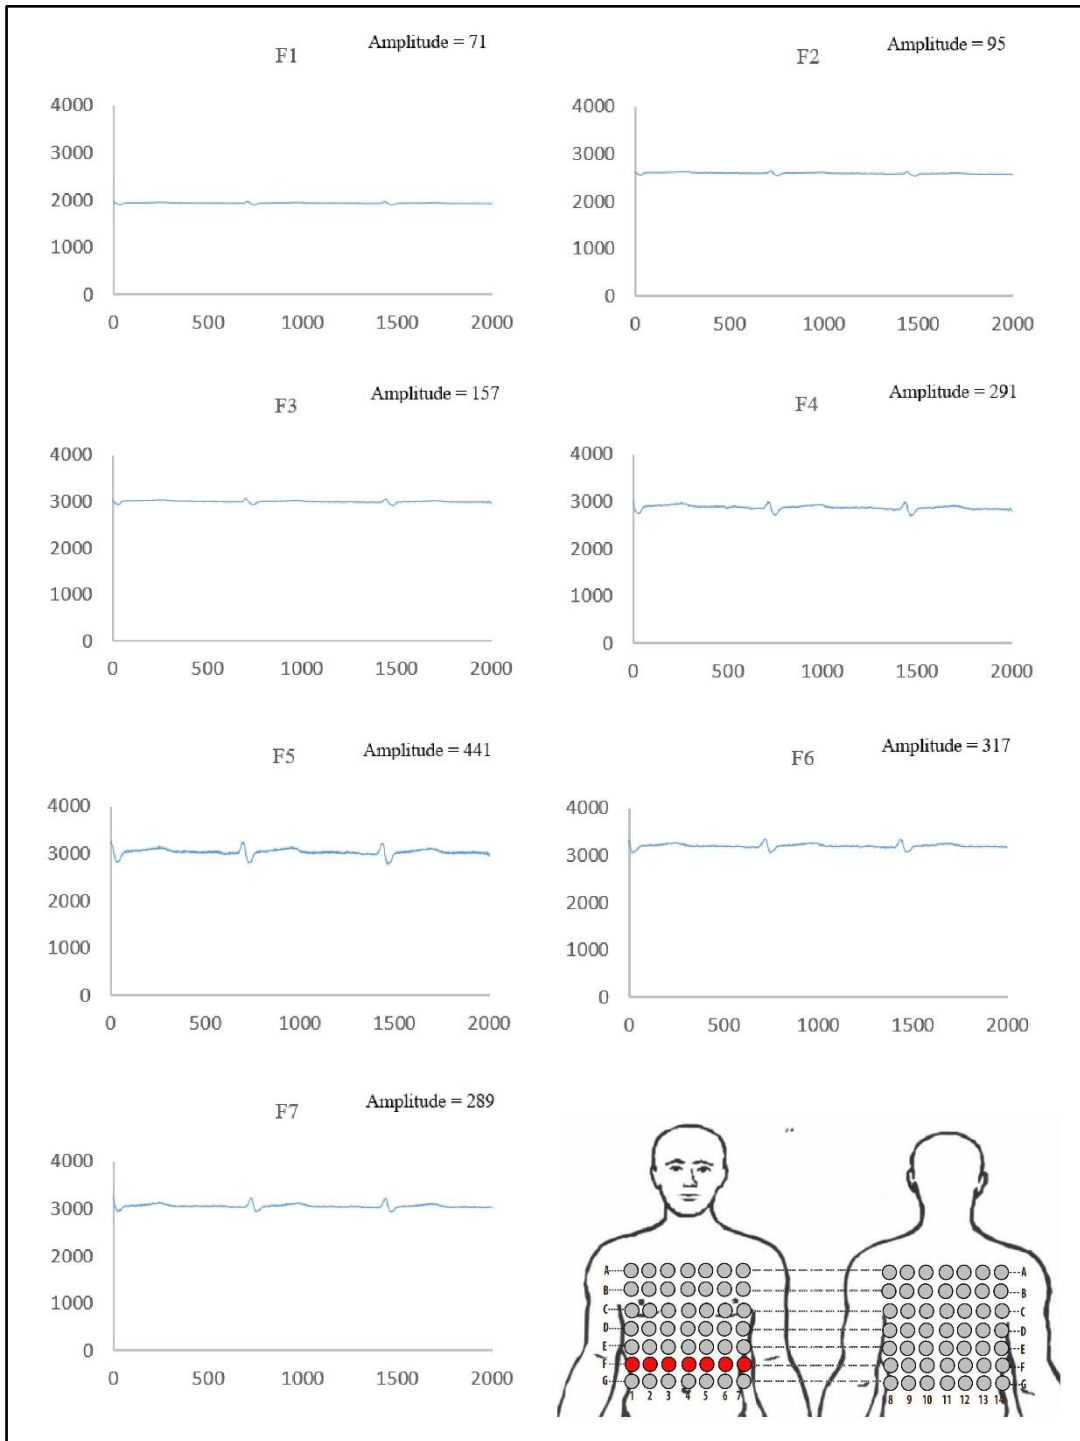 F1
Amplitude = 71
4000
3000
2000
1000
0
0 500 1000 1500 2000
F2
Amplitude = 95
4000
3000
2000
1000
0
0 500 1000 1500 2000
F3
Amplitude = 157
4000
3000
2000
1000
0
0 500 1000 1500 2000
F4
Amplitude = 291
4000
3000
2000
1000
0
0 500 1000 1500 2000
F5
Amplitude = 441
4000
3000
2000
1000
0
0 500 1000 1500 2000
F6
Amplitude = 317
4000
3000
2000
1000
0
0 500 1000 1500 2000
F7
Amplitude = 289
4000
3000
2000
1000
0
0 500 1000 1500 2000
A A
B B
C C
D D
E E
F F
G G
1 2 3 4 5 6 7 8 9 10 11 12 13 14